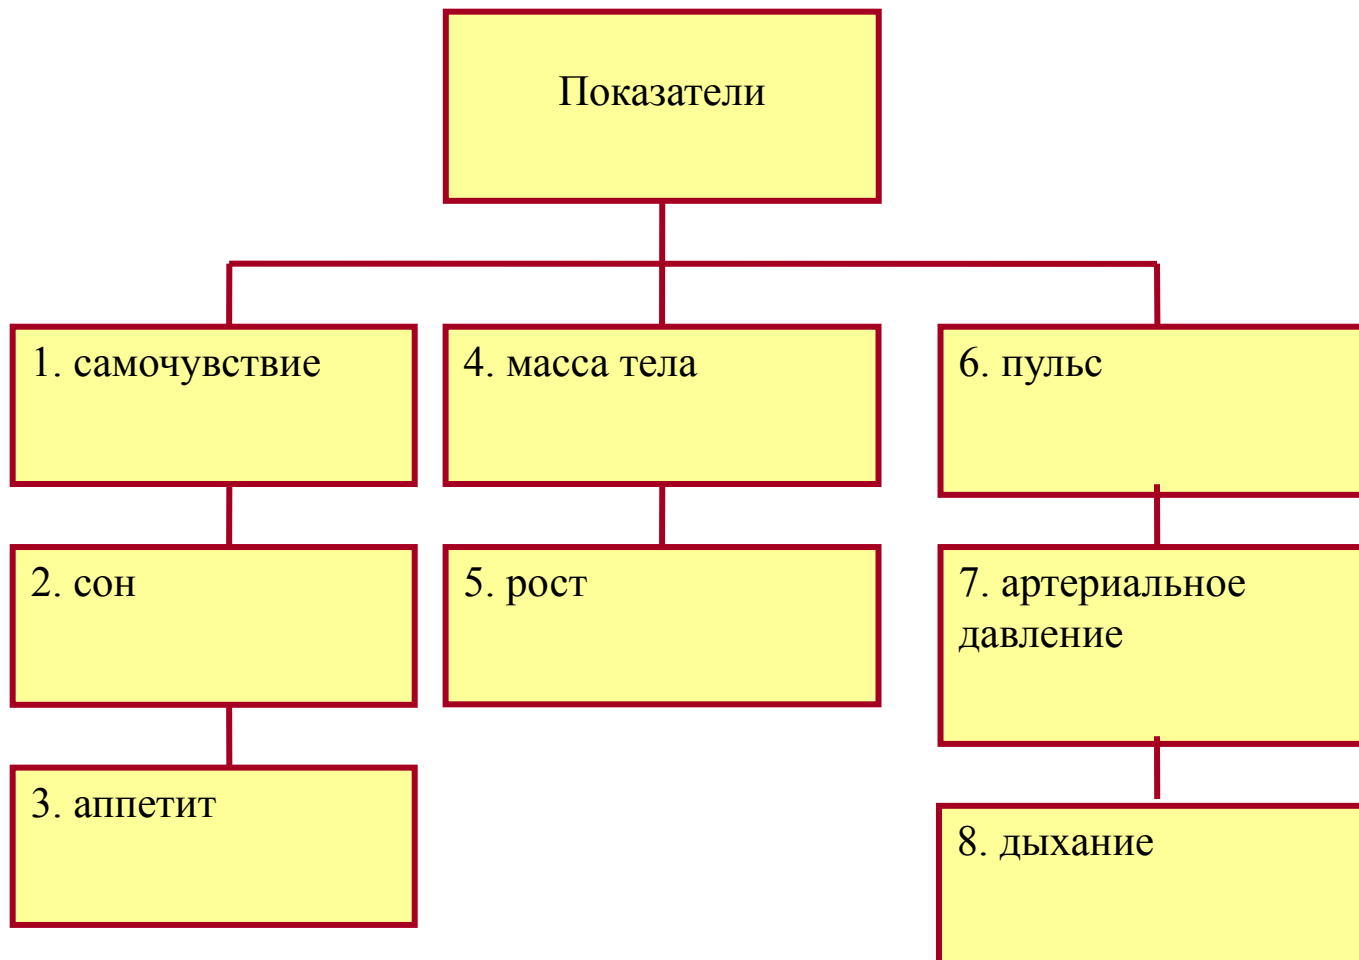 Показатели
1. самочувствие
2. сон
3. аппетит
4. масса тела
5. рост
6. пульс
7. артериальное
давление
8. дыхание